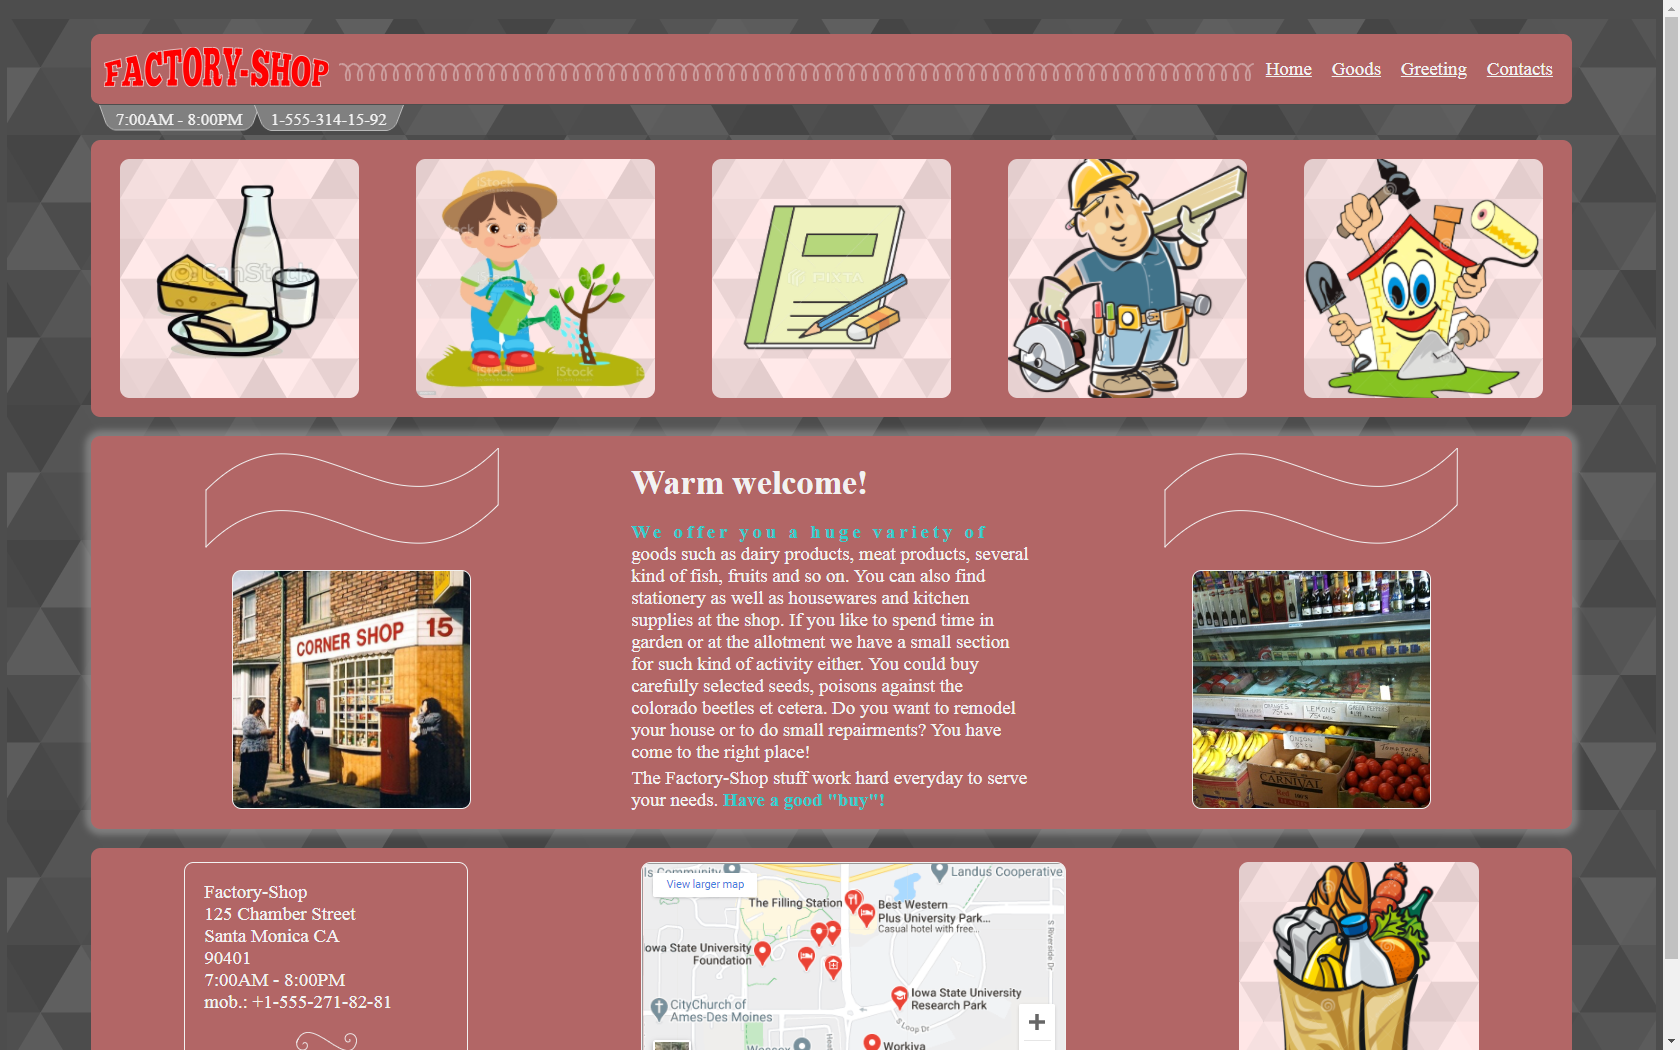 FACTORY-SHOP
Home Goods Greeting Contacts
7:00AM - 8:00PM 1-555-314-15-92
CanStock
iStock
iStock
iStock
PIXTA
Warm welcome!
We offer you a huge variety of
goods such as dairy products, meat products, several
kind of fish, fruits and so on. You can also find
stationery as well as housewares and kitchen
supplies at the shop. If you like to spend time in
garden or at the allotment we have a small section
for such kind of activity either. You could buy
carefully selected seeds, poisons against the
colorado beetles et cetera. Do you want to remodel
your house or to do small repairments? You have
come to the right place!
The Factory-Shop stuff work hard everyday to serve
your needs. Have a good "buy"!
CORNER SHOP 15
ORANGES
LEMONS
GREEN PEPPERS
ONION
TOMATOES
CARNIVAL
Factory-Shop
125 Chamber Street
Santa Monica CA
90401
7:00AM - 8:00PM
mob.: +1-555-271-82-81
ls Community
View larger map
Landus Cooperative
The Filling Station
Best Western
Plus University Park...
Casual hotel with free...
S Riverside Dr
owa State University
Foundation
Iowa State University
Research Park
CityChurch of
Ames-Des Moines
S Loop Dr
Workiva